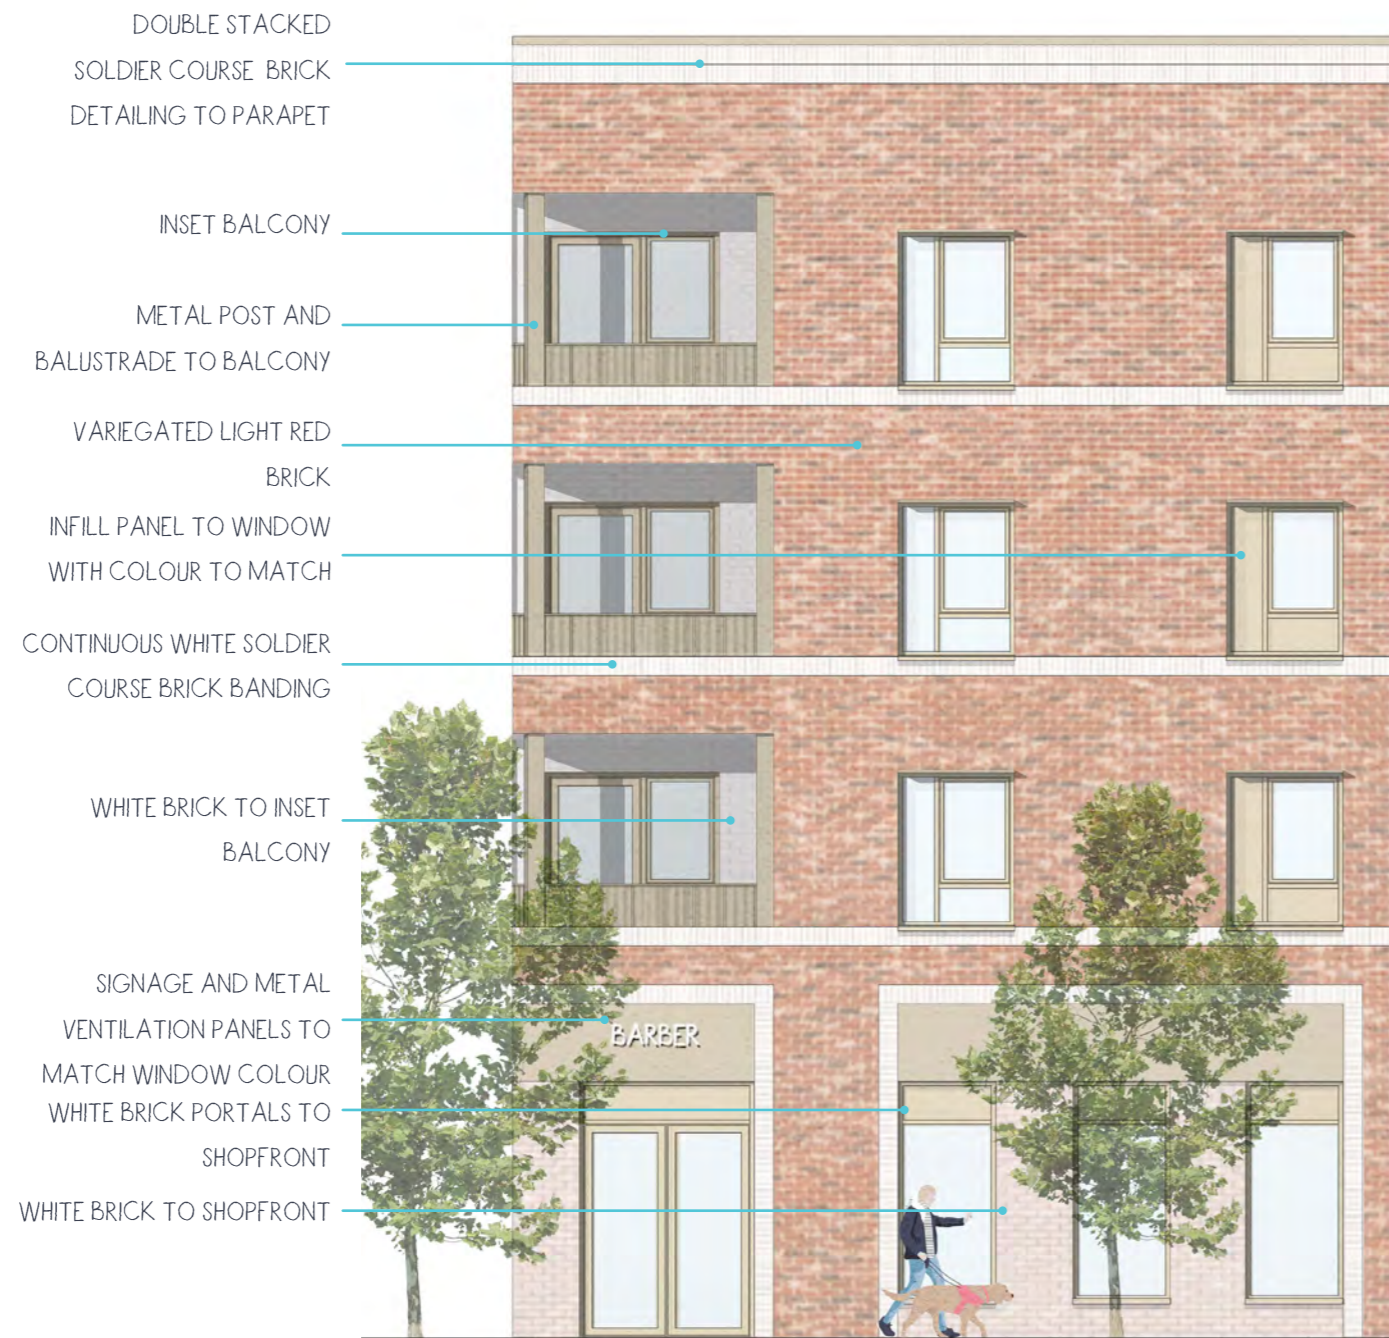 DOUBLE STACKED
SOLDIER COURSE BRICK
DETAILING TO PARAPET
INSET BALCONY
METAL POST AND
BALUSTRADE TO BALCONY
VARIEGATED LIGHT RED
BRICK
INFILL PANEL TO WINDOW
WITH COLOUR TO MATCH
CONTINUOUS WHITE SOLDIER
COURSE BRICK BANDING
WHITE BRICK TO INSET
BALCONY
SIGNAGE AND METAL
VENTILATION PANELS TO
MATCH WINDOW COLOUR
BARBER
WHITE BRICK PORTALS TO
SHOPFRONT
WHITE BRICK TO SHOPFRONT